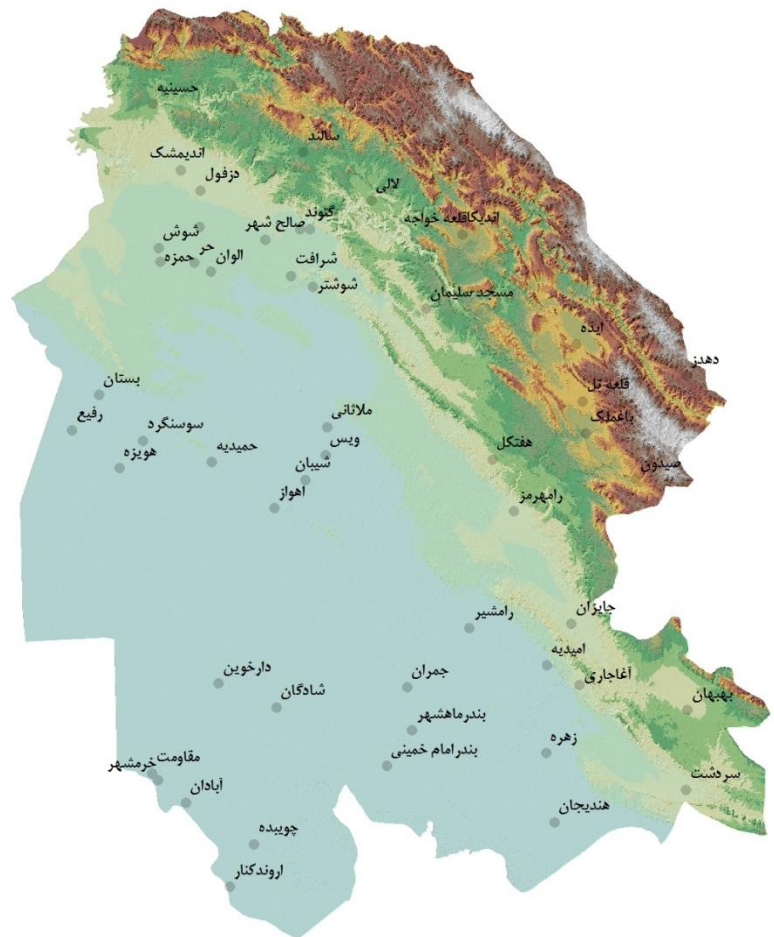 حسینیه
سالند
اندیمشک
دزفول
لالی
گتوند
اندیکا قلعه خواجه
صالح شهر
شوش
حر
حمزه
الوان
شرافت
شوشتر
مسجد سلیمان
ایذه
دهدز
بستان
قلعه تل
رفیع
ملاثانی
باغملک
سوسنگرد
ویس
هفتکل
حمیدیه
هویزه
شیبان
صیدون
اهواز
رامهرمز
جایزان
رامشیر
امیدیه
دارخوین
جمران
آغاجاری
شادگان
بهبهان
بندرماهشهر
زهره
مقاومت
خرمشهر
بندرامام خمینی
سردشت
آبادان
هندیجان
چویبده
اروندکنار